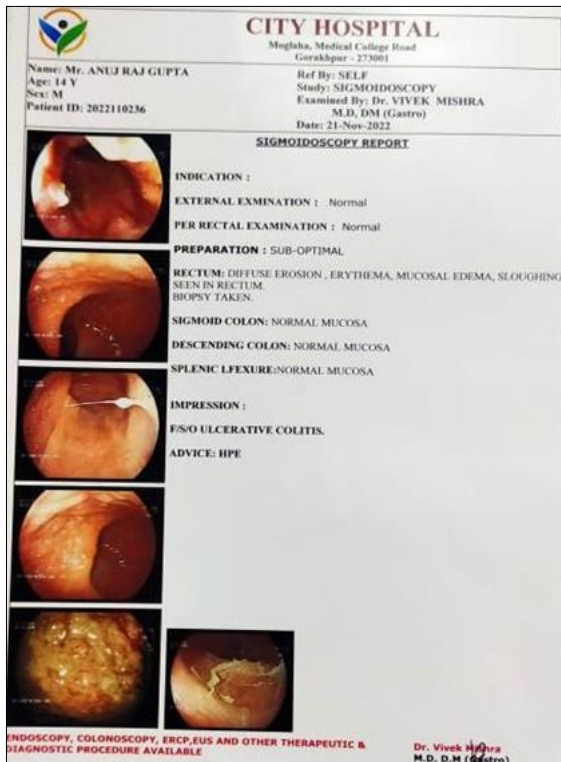 CITY HOSPITAL
Moglaha, Medical College Road
Gorakhpur - 273001
Name: Mr. ANUJ RAJ GUPTA
Age: 14 Y
Sex: M
Patient ID: 2022110236
Ref By: SELF
Study: SIGMOIDOSCOPY
Examined By: Dr. VIVEK MISHRA
M.D, DM (Gastro)
Date: 21-Nov-2022
SIGMOIDOSCOPY REPORT
INDICATION :
EXTERNAL EXMINATION : Normal
PER RECTAL EXAMINATION : Normal
PREPARATION : SUB-OPTIMAL
RECTUM: DIFFUSE EROSION , ERYTHEMA, MUCOSAL EDEMA, SLOUGHING
SEEN IN RECTUM.
BIOPSY TAKEN.
SIGMOID COLON: NORMAL MUCOSA
DESCENDING COLON: NORMAL MUCOSA
SPLENIC LFEXURE:NORMAL MUCOSA
IMPRESSION :
F/S/O ULCERATIVE COLITIS.
ADVICE: HPE
ENDOSCOPY, COLONOSCOPY, ERCP,EUS AND OTHER THERAPEUTIC &
DIAGNOSTIC PROCEDURE AVAILABLE
Dr. Vivek Mishra
M.D, D.M (Gastro)